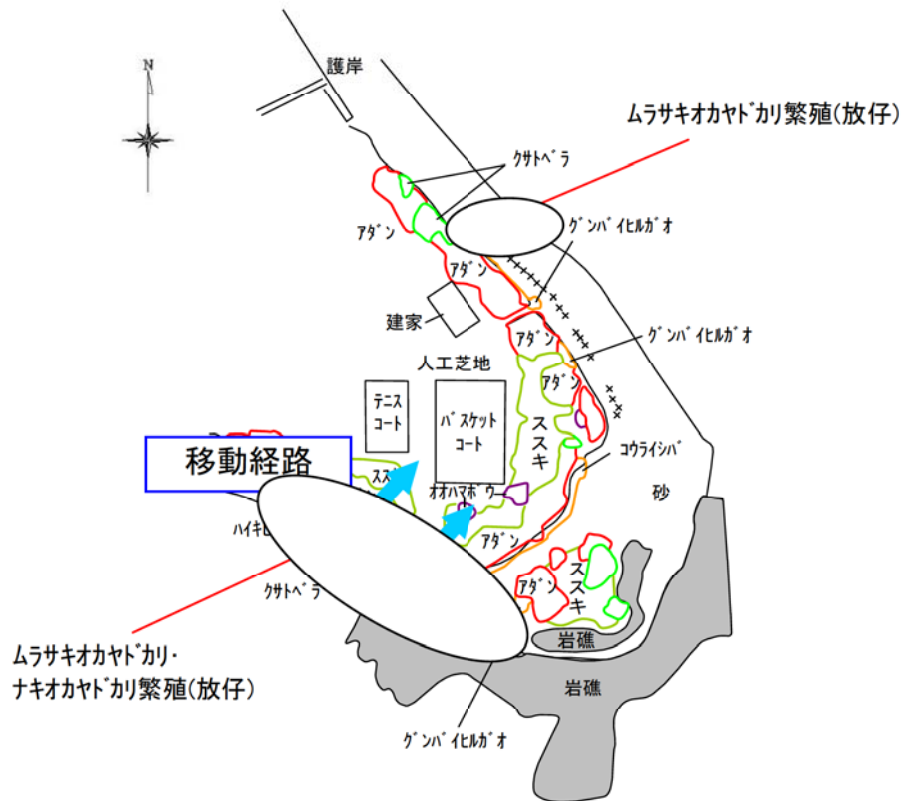 N
護岸
ムラサキオカヤドカリ繁殖(放仔)
クサトベラ
グンバイヒルガオ
アダン
アダン
建家
アダン
グンバイヒルガオ
人工芝地
アダン
テニス
コート
バスケット
コート
ススキ
コウライシバ
移動経路
スス
オオハマボウ
砂
ハイキ
アダン
クサトベラ
アダン
ススキ
岩礁
ムラサキオカヤドカリ・
ナキオカヤドカリ繁殖(放仔)
岩礁
グンバイヒルガオ